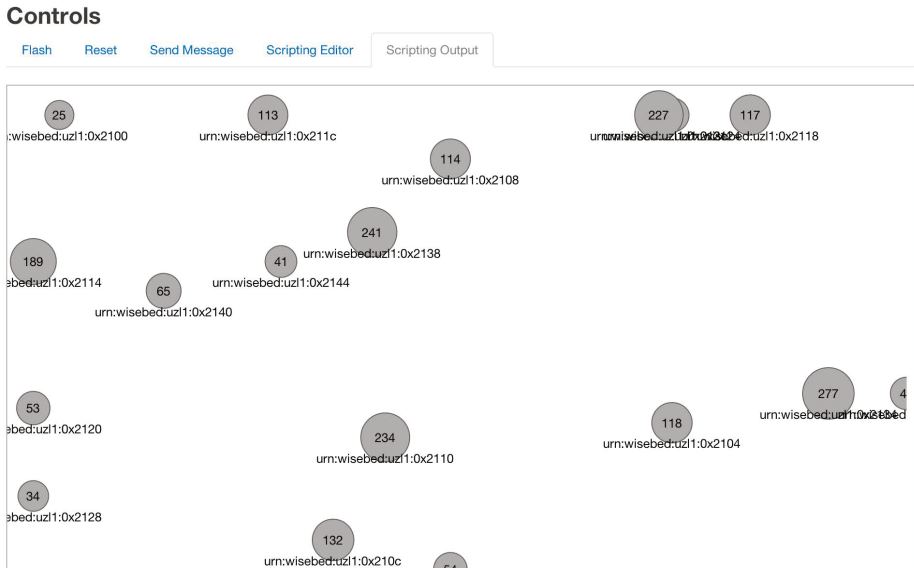 Controls
Flash Reset Send Message Scripting Editor Scripting Output
25
:wisebed:uzl1:0x2100
113
urn:wisebed:uzl1:0x211c
227
117
114
urn:wisebed:uzl1:0x2108
241
urn:wisebed:uzl1:0x2138
189
ebed:uzl1:0x2114
41
urn:wisebed:uzl1:0x2144
65
urn:wisebed:uzl1:0x2140
277
53
ebed:uzl1:0x2120
118
urn:wisebed:uzl1:0x2104
234
urn:wisebed:uzl1:0x2110
34
ebed:uzl1:0x2128
132
urn:wisebed:uzl1:0x210c